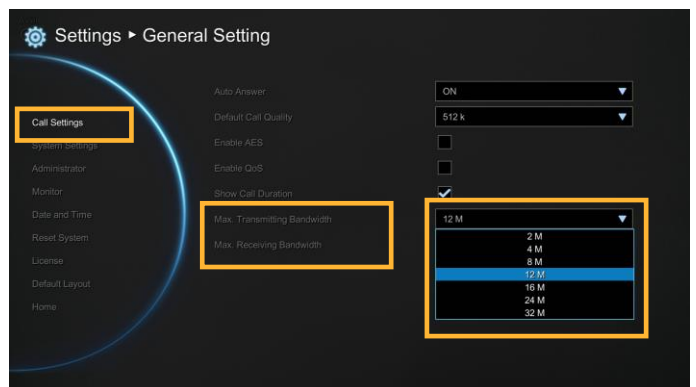 Settings ► General Setting
Auto Answer
ON
Call Settings
Default Call Quality
512 k
System Settings
Enable AES
Administrator
Enable QoS
Monitor
Show Call Duration
Date and Time
Max. Transmitting Bandwidth
12 M
Reset System
Max. Receiving Bandwidth
2 M
4 M
8 M
12 M
16 M
24 M
32 M
License
Default Layout
Home